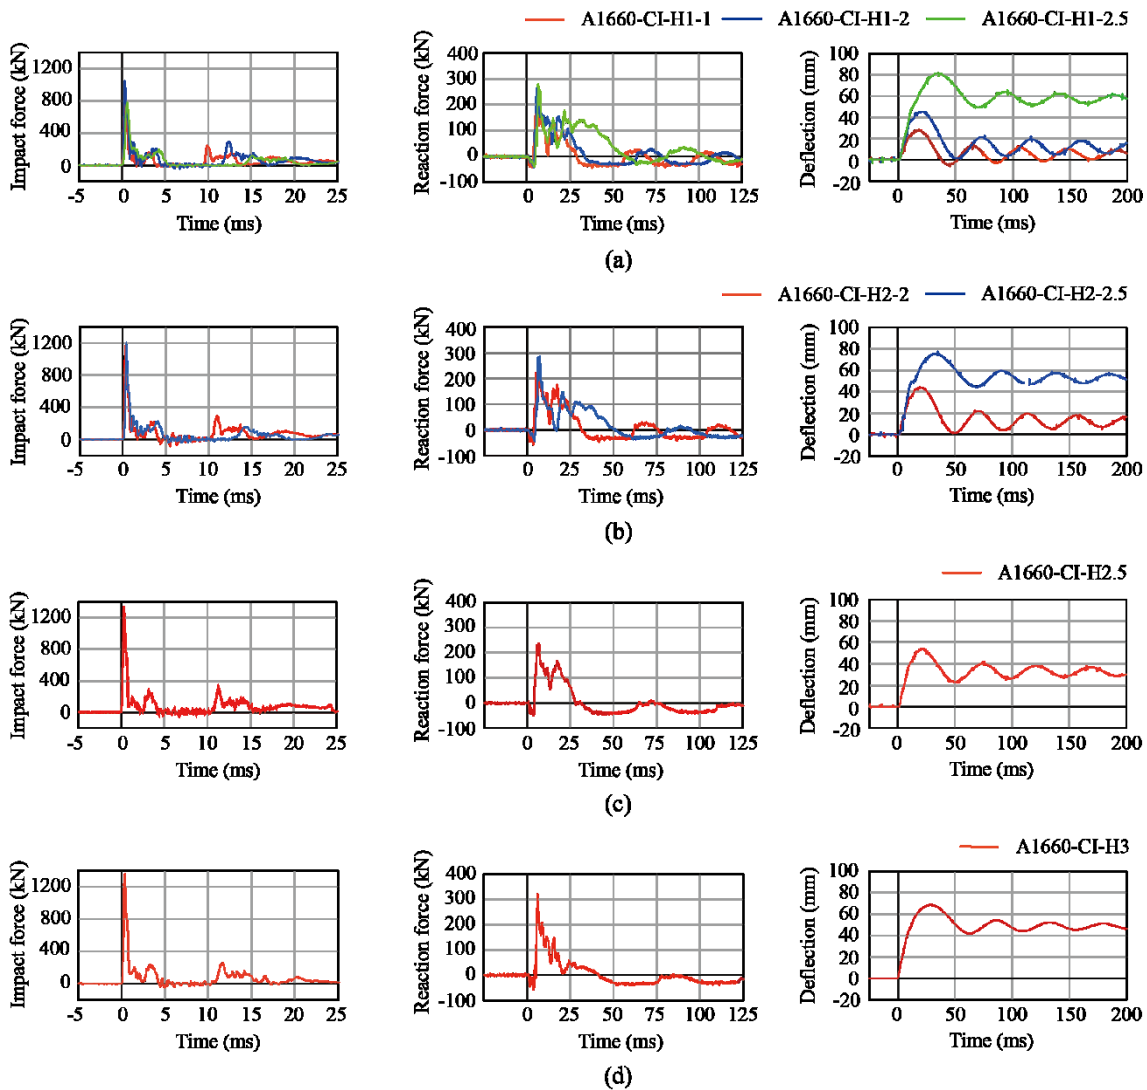 A1660-CI-H1-1 A1660-CI-H1-2 A1660-CI-H1-2.5
Impact force (kN)
1200
800
400
0
-5 0 5 10 15 20 25
Time (ms)
Reaction force (kN)
400
300
200
100
0
-100
0 25 50 75 100 125
Time (ms)
Deflection (mm)
100
80
60
40
20
0
-20
0 50 100 150 200
Time (ms)
(a)
A1660-CI-H2-2 A1660-CI-H2-2.5
Impact force (kN)
1200
800
400
0
-5 0 5 10 15 20 25
Time (ms)
Reaction force (kN)
400
300
200
100
0
-100
0 25 50 75 100 125
Time (ms)
Deflection (mm)
100
80
60
40
20
0
-20
0 50 100 150 200
Time (ms)
(b)
A1660-CI-H2.5
Impact force (kN)
1200
800
400
0
-5 0 5 10 15 20 25
Time (ms)
Reaction force (kN)
400
300
200
100
0
-100
0 25 50 75 100 125
Time (ms)
Deflection (mm)
100
80
60
40
20
0
-20
0 50 100 150 200
Time (ms)
(c)
A1660-CI-H3
Impact force (kN)
1200
800
400
0
-5 0 5 10 15 20 25
Time (ms)
Reaction force (kN)
400
300
200
100
0
-100
0 25 50 75 100 125
Time (ms)
Deflection (mm)
100
80
60
40
20
0
-20
0 50 100 150 200
Time (ms)
(d)